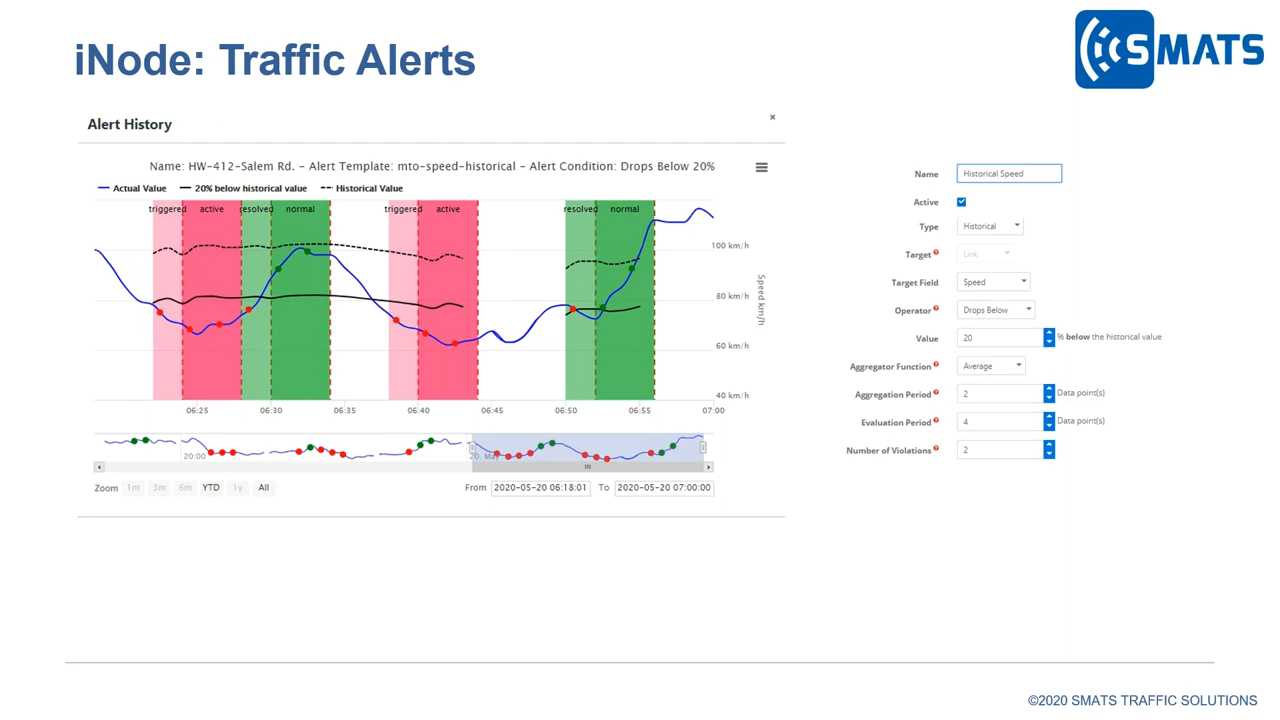 iNode: Traffic Alerts
SMATS
Alert History
×
Name: HW-412-Salem Rd. - Alert Template: mto-speed-historical - Alert Condition: Drops Below 20%
Actual Value 20% below historical value Historical Value
triggered active resolved normal triggered active resolved normal
100 km/h
80 km/h
60 km/h
40 km/h
Speed km/h
06:25 06:30 06:35 06:40 06:45 06:50 06:55 07:00
20:00 20. May
Zoom 1m 3m 6m YTD 1y All From 2020-05-20 06:18:01 To 2020-05-20 07:00:00
Name Historical Speed
Active
Type Historical
Target Link
Target Field Speed
Operator Drops Below
Value 20 % below the historical value
Aggregator Function Average
Aggregation Period 2 Data point(s)
Evaluation Period 4 Data point(s)
Number of Violations 2
©2020 SMATS TRAFFIC SOLUTIONS